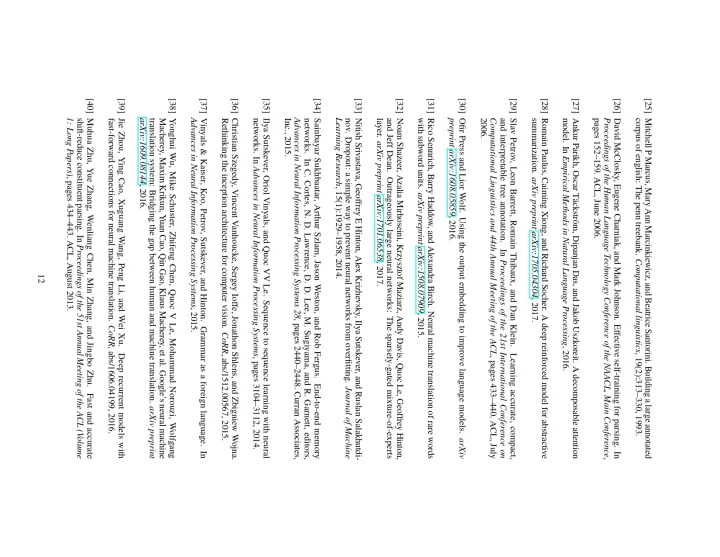 [25] Mitchell P Marcus, Mary Ann Marcinkiewicz, and Beatrice Santorini. Building a large annotated
corpus of english: The penn treebank. Computational linguistics, 19(2):313–330, 1993.
[26] David McClosky, Eugene Charniak, and Mark Johnson. Effective self-training for parsing. In
Proceedings of the Human Language Technology Conference of the NAACL, Main Conference,
pages 152–159. ACL, June 2006.
[27] Ankur Parikh, Oscar Täckström, Dipanjan Das, and Jakob Uszkoreit. A decomposable attention
model. In Empirical Methods in Natural Language Processing, 2016.
[28] Romain Paulus, Caiming Xiong, and Richard Socher. A deep reinforced model for abstractive
summarization. arXiv preprint arXiv:1705.04304, 2017.
[29] Slav Petrov, Leon Barrett, Romain Thibaux, and Dan Klein. Learning accurate, compact,
and interpretable tree annotation. In Proceedings of the 21st International Conference on
Computational Linguistics and 44th Annual Meeting of the ACL, pages 433–440. ACL, July
2006.
[30] Ofir Press and Lior Wolf. Using the output embedding to improve language models. arXiv
preprint arXiv:1608.05859, 2016.
[31] Rico Sennrich, Barry Haddow, and Alexandra Birch. Neural machine translation of rare words
with subword units. arXiv preprint arXiv:1508.07909, 2015.
[32] Noam Shazeer, Azalia Mirhoseini, Krzysztof Maziarz, Andy Davis, Quoc Le, Geoffrey Hinton,
and Jeff Dean. Outrageously large neural networks: The sparsely-gated mixture-of-experts
layer. arXiv preprint arXiv:1701.06538, 2017.
[33] Nitish Srivastava, Geoffrey E Hinton, Alex Krizhevsky, Ilya Sutskever, and Ruslan Salakhutdi-
nov. Dropout: a simple way to prevent neural networks from overfitting. Journal of Machine
Learning Research, 15(1):1929–1958, 2014.
[34] Sainbayar Sukhbaatar, Arthur Szlam, Jason Weston, and Rob Fergus. End-to-end memory
networks. In C. Cortes, N. D. Lawrence, D. D. Lee, M. Sugiyama, and R. Garnett, editors,
Advances in Neural Information Processing Systems 28, pages 2440–2448. Curran Associates,
Inc., 2015.
[35] Ilya Sutskever, Oriol Vinyals, and Quoc VV Le. Sequence to sequence learning with neural
networks. In Advances in Neural Information Processing Systems, pages 3104–3112, 2014.
[36] Christian Szegedy, Vincent Vanhoucke, Sergey Ioffe, Jonathon Shlens, and Zbigniew Wojna.
Rethinking the inception architecture for computer vision. CoRR, abs/1512.00567, 2015.
[37] Vinyals & Kaiser, Koo, Petrov, Sutskever, and Hinton. Grammar as a foreign language. In
Advances in Neural Information Processing Systems, 2015.
[38] Yonghui Wu, Mike Schuster, Zhifeng Chen, Quoc V Le, Mohammad Norouzi, Wolfgang
Macherey, Maxim Krikun, Yuan Cao, Qin Gao, Klaus Macherey, et al. Google's neural machine
translation system: Bridging the gap between human and machine translation. arXiv preprint
arXiv:1609.08144, 2016.
[39] Jie Zhou, Ying Cao, Xuguang Wang, Peng Li, and Wei Xu. Deep recurrent models with
fast-forward connections for neural machine translation. CoRR, abs/1606.04199, 2016.
[40] Muhua Zhu, Yue Zhang, Wenliang Chen, Min Zhang, and Jingbo Zhu. Fast and accurate
shift-reduce constituent parsing. In Proceedings of the 51st Annual Meeting of the ACL (Volume
1: Long Papers), pages 434–443. ACL, August 2013.
12